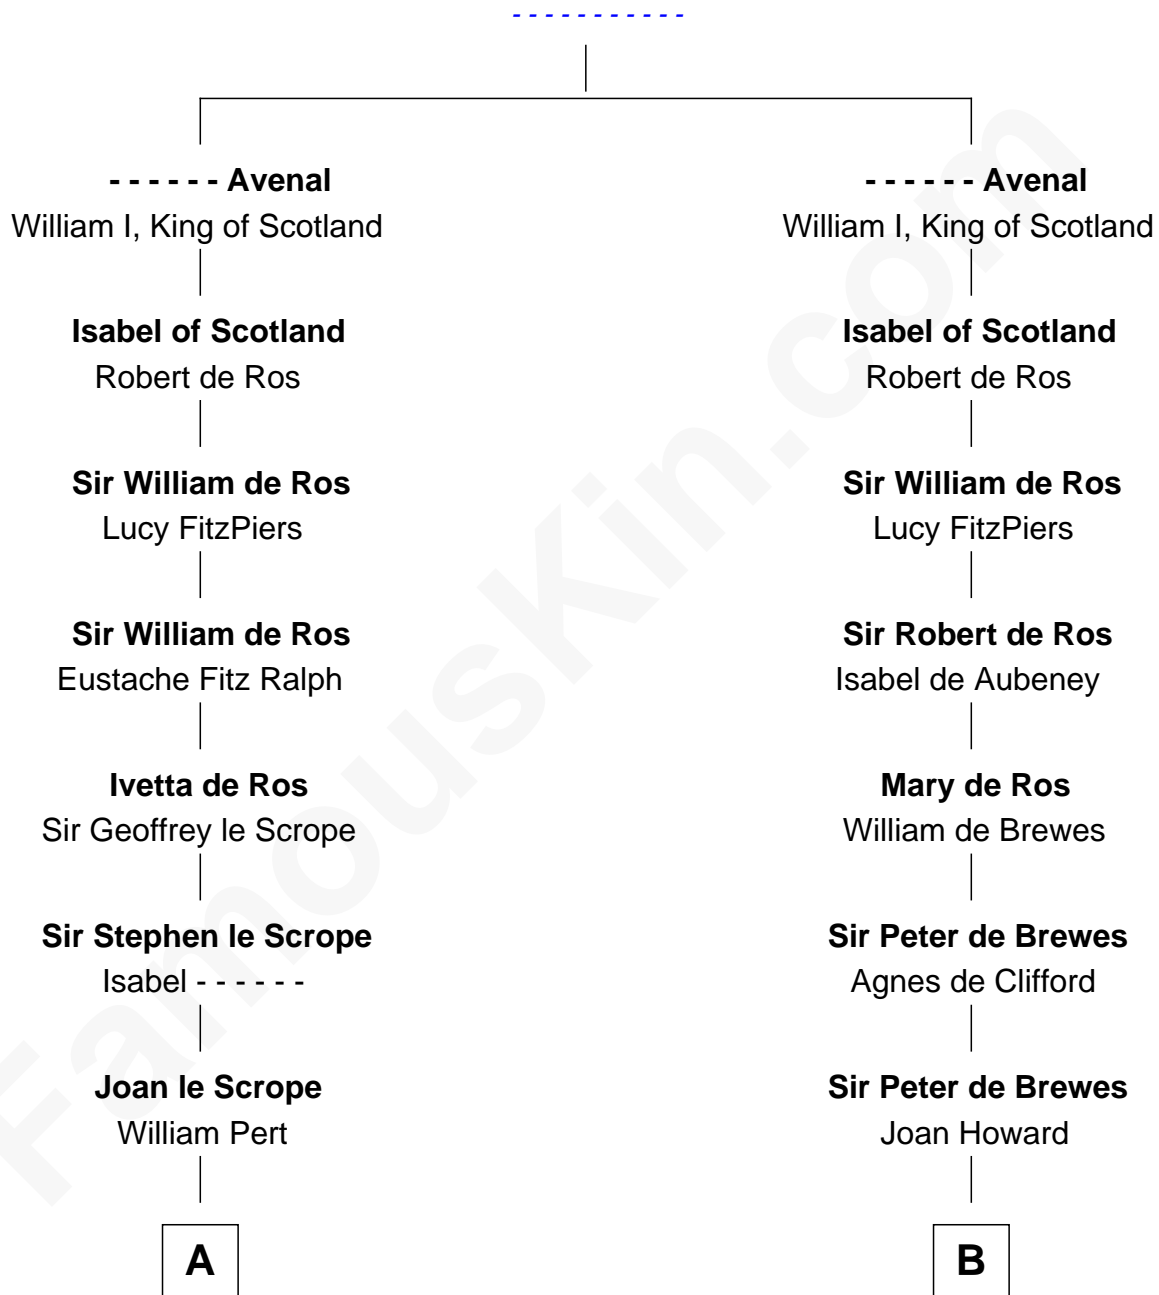 - - - - - - - - - - -
- - - - - - Avenal
William I, King of Scotland
Isabel of Scotland
Robert de Ros
Sir William de Ros
Lucy FitzPiers
Sir William de Ros
Eustache Fitz Ralph
Ivetta de Ros
Sir Geoffrey le Scrope
Sir Stephen le Scrope
Isabel - - - - - -
Joan le Scrope
William Pert
A
- - - - - - Avenal
William I, King of Scotland
Isabel of Scotland
Robert de Ros
Sir William de Ros
Lucy FitzPiers
Sir Robert de Ros
Isabel de Aubeney
Mary de Ros
William de Brewes
Sir Peter de Brewes
Agnes de Clifford
Sir Peter de Brewes
Joan Howard
B
FamousKin.com